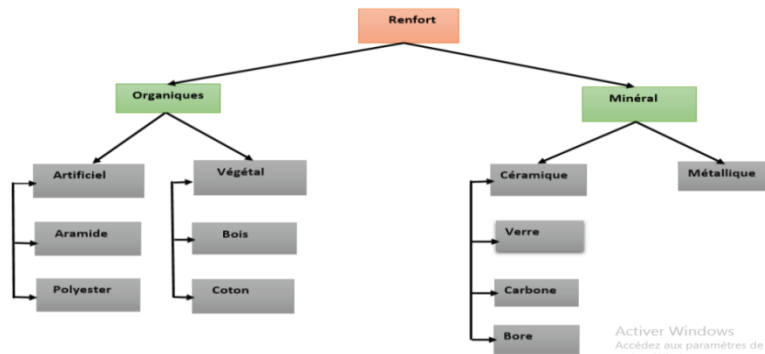 Renfort
Organiques
Minéral
Artificiel
Végétal
Céramique
Métallique
Aramide
Bois
Verre
Polyester
Coton
Carbone
Bore
Activer Windows
Accédez aux paramètres de